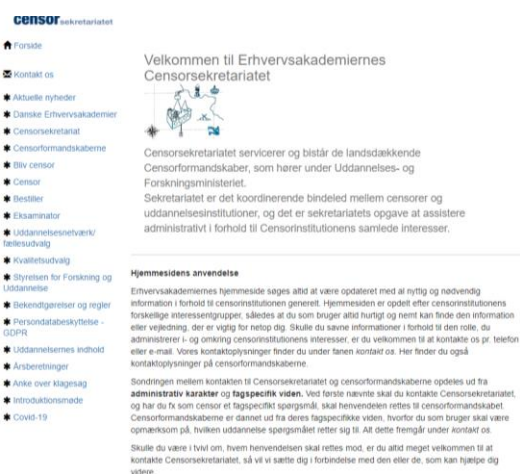 censorsekretariatet
Forside
Kontakt os
Aktuelle nyheder
Danske Erhvervsakademier
Censorsekretariat
Censorformandskaberne
Bliv censor
Censor
Bestiller
Eksaminator
Uddannelsesnetværk/
fællesudvalg
Kvalitetsudvalg
Styrelsen for Forskning og
Uddannelse
Bekendtgørelser og regler
Persondatabeskyttelse -
GDPR
Uddannelsernes indhold
Årsberetninger
Anke over klagesag
Introduktionsmøde
Covid-19
Velkommen til Erhvervsakademiernes
Censorsekretariatet
Censorsekretariatet servicerer og bistår de landsdækkende
Censorformandskaber, som hører under Uddannelses- og
Forskningsministeriet.
Sekretariatet er det koordinerende bindeled mellem censorer og
uddannelsesinstitutioner, og det er sekretariatets opgave at assistere
administrativt i forhold til Censorinstitutionens samlede interesser.
Hjemmesidens anvendelse
Erhvervsakademiernes hjemmeside søges altid at være opdateret med al nyttig og nødvendig
information i forhold til censorinstitutionen generelt. Hjemmesiden er opdelt efter censorinstitutionens
forskellige interessentgrupper, således at du som bruger altid hurtigt og nemt kan finde den information
eller vejledning, der er vigtig for netop dig. Skulle du savne informationer i forhold til den rolle, du
administrerer i- og omkring censorinstitutionens interesser, er du velkommen til at kontakte os pr. telefon
eller e-mail. Vores kontaktoplysninger finder du under fanen kontakt os. Her finder du også
kontaktoplysninger på censorformandskaberne.
Sondringen mellem kontakten til Censorsekretariatet og censorformandskaberne opdeles ud fra
administrativ karakter og fagspecifik viden. Ved første nævnte skal du kontakte Censorsekretariatet,
og har du fx som censor et fagspecifikt spørgsmål, skal henvendelsen rettes til censorformandskabet.
Censorformandskaberne er dannet ud fra deres fagspecifikke viden, hvorfor du som bruger skal være
opmærksom på, hvilken uddannelse spørgsmålet retter sig til. Alt dette fremgår under kontakt os.
Skulle du være i tvivl om, hvem henvendelsen skal rettes mod, er du altid meget velkommen til at
kontakte Censorsekretariatet, så vil vi sætte dig i forbindelse med den eller de, som kan hjælpe dig
videre.